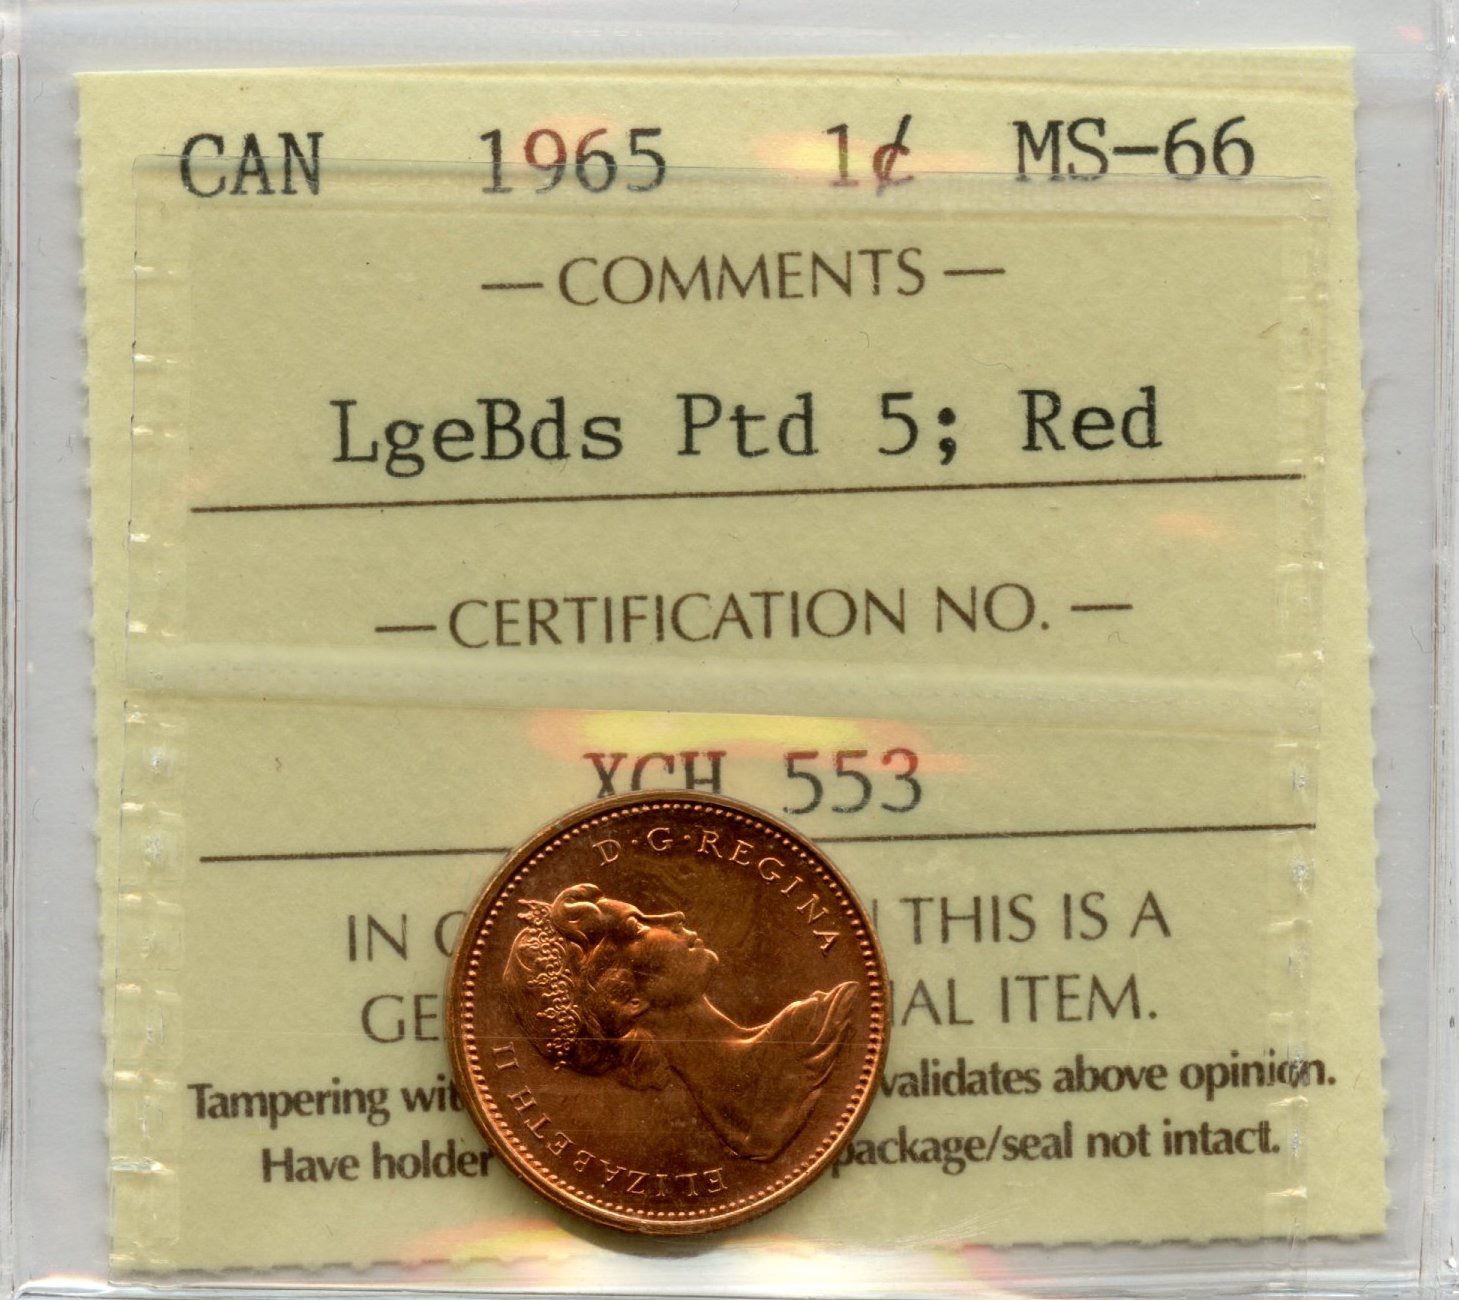 CAN 1965 1¢ MS-66
— COMMENTS —
LgeBds Ptd 5; Red
— CERTIFICATION NO. —
XCH 553
IN THIS IS A
GE IAL ITEM.
Tampering wit validates above opinion.
Have holder package/seal not intact.
D·G·REGINA
ELIZABETH II